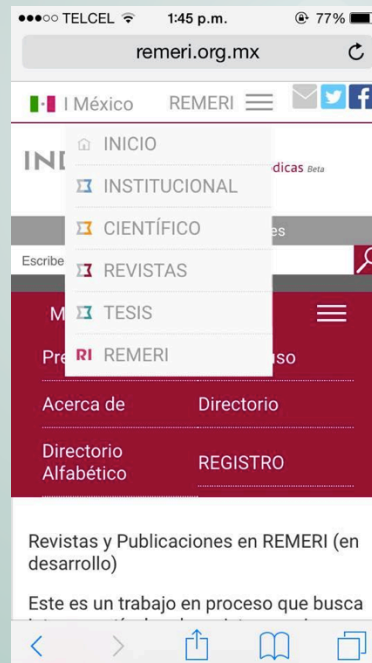 TELCEL 1:45 p.m. 77%
remeri.org.mx
I México REMERI
INICIO
dicas Beta
INSTITUCIONAL
CIENTÍFICO
es
Escribe
REVISTAS
M
TESIS
RI REMERI
Pre
uso
Acerca de Directorio
Directorio
Alfabético
REGISTRO
Revistas y Publicaciones en REMERI (en
desarrollo)
Este es un trabajo en proceso que busca